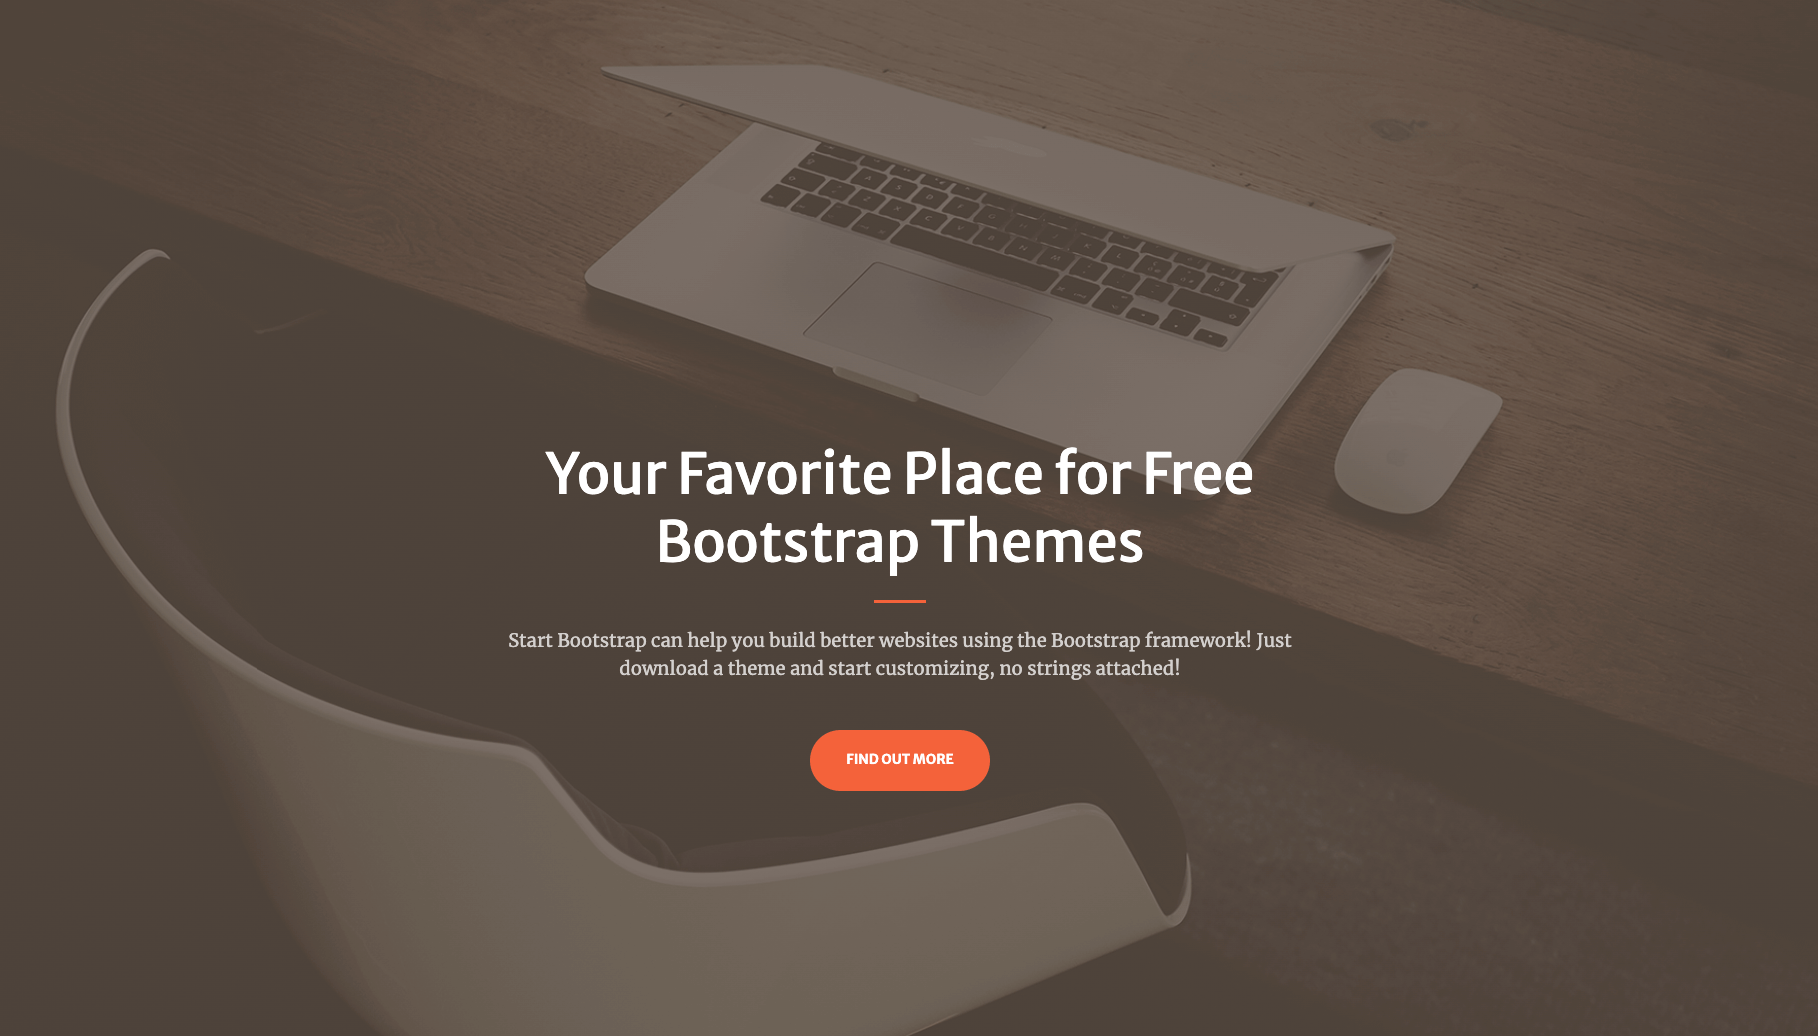 Your Favorite Place for Free
Bootstrap Themes
Start Bootstrap can help you build better websites using the Bootstrap framework! Just
download a theme and start customizing, no strings attached!
FIND OUT MORE